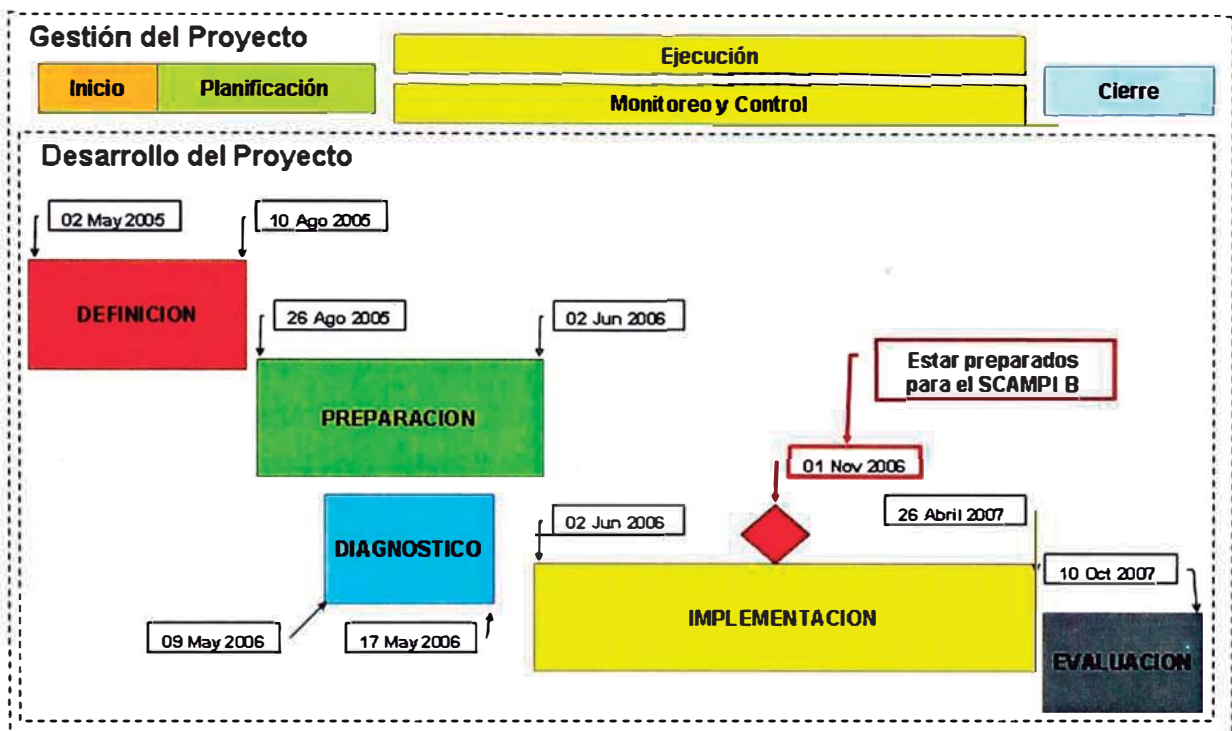 Gestión del Proyecto
Inicio
Planificación
Ejecución
Monitoreo y Control
Cierre
Desarrollo del Proyecto
02 May 2005
10 Ago 2005
DEFINICION
26 Ago 2005
02 Jun 2006
PREPARACION
Estar preparados
para el SCAMPI B
01 Nov 2006
DIAGNOSTICO
09 May 2006
17 May 2006
02 Jun 2006
26 Abril 2007
IMPLEMENTACION
10 Oct 2007
EVALUACION